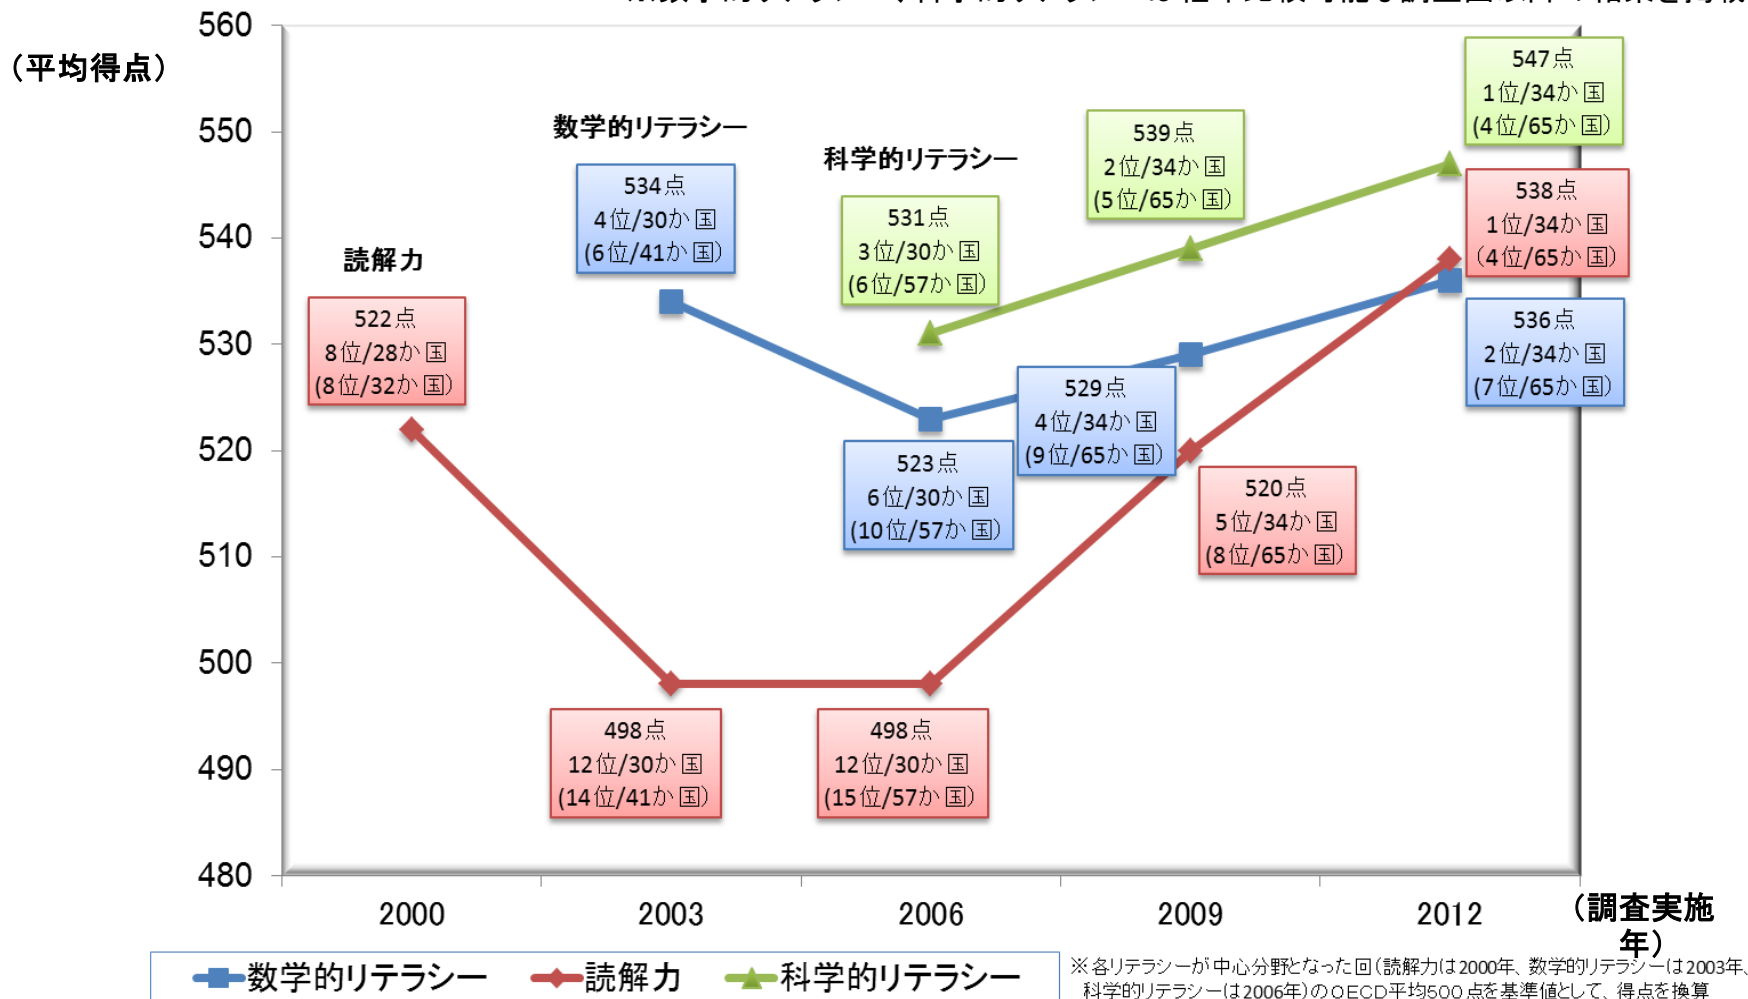 560
(平均得点)
550
540
530
520
510
500
490
480
数学的リテラシー
科学的リテラシー
読解力
547点
1位/34か国
(4位/65か国)
539点
2位/34か国
(5位/65か国)
534点
4位/30か国
(6位/41か国)
531点
3位/30か国
(6位/57か国)
538点
1位/34か国
(4位/65か国)
522点
8位/28か国
(8位/32か国)
536点
2位/34か国
(7位/65か国)
529点
4位/34か国
(9位/65か国)
523点
6位/30か国
(10位/57か国)
520点
5位/34か国
(8位/65か国)
498点
12位/30か国
(14位/41か国)
498点
12位/30か国
(15位/57か国)
2000
2003
2006
2009
2012
(調査実施
年)
数学的リテラシー
読解力
科学的リテラシー
※各リテラシーが中心分野となった回(読解力は2000年、数学的リテラシーは2003年、
科学的リテラシーは2006年)のOECD平均500点を基準値として、得点を換算